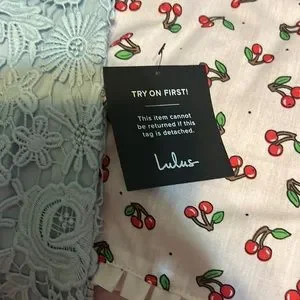 TRY ON FIRST!
This item cannot
be returned if this
tag is detached.
Lulus